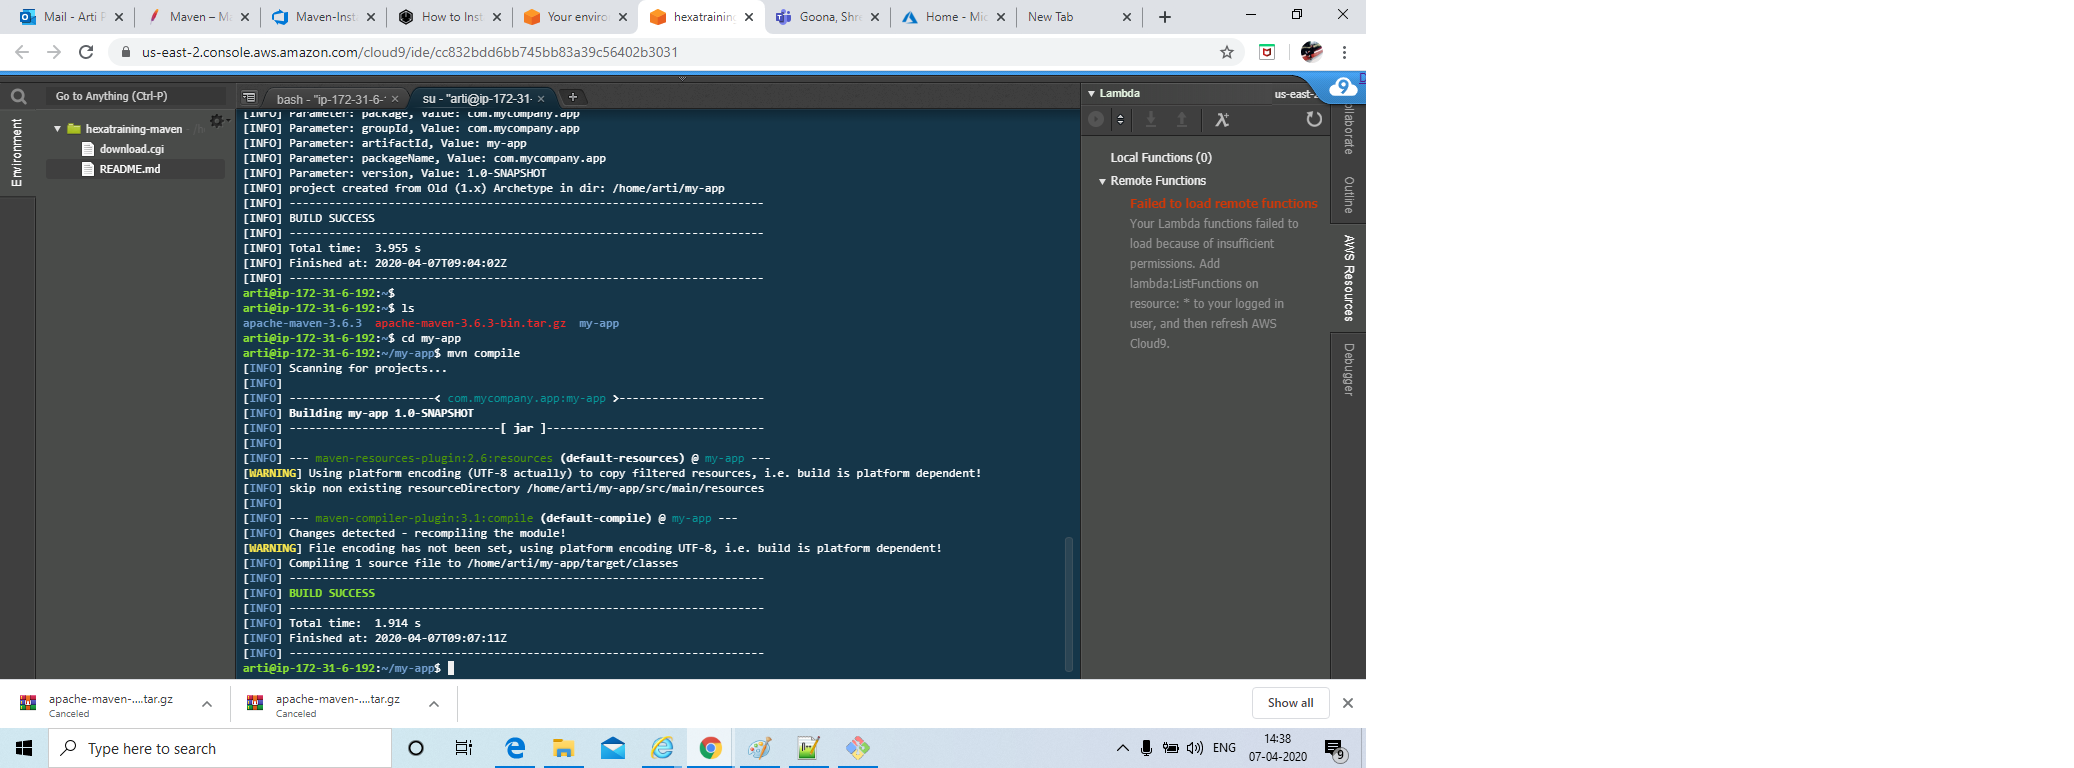 Mail - Arti P
Maven – M
Maven-Inst
How to Inst
Your enviro
hexatraining
Goona, Shr
Home - Mic
New Tab
us-east-2.console.aws.amazon.com/cloud9/ide/cc832bdd6bb745bb83a39c56402b3031
Go to Anything (Ctrl-P)
bash - "ip-172-31-6-1
su - "arti@ip-172-31-
Lambda
us-east-2
9
Environment
hexatraining-maven
download.cgi
README.md
[INFO] Parameter: package, Value: com.mycompany.app
[INFO] Parameter: groupId, Value: com.mycompany.app
[INFO] Parameter: artifactId, Value: my-app
[INFO] Parameter: packageName, Value: com.mycompany.app
[INFO] Parameter: version, Value: 1.0-SNAPSHOT
[INFO] project created from Old (1.x) Archetype in dir: /home/arti/my-app
[INFO] ------------------------------------------------------------------------
[INFO] BUILD SUCCESS
[INFO] ------------------------------------------------------------------------
[INFO] Total time:  3.955 s
[INFO] Finished at: 2020-04-07T09:04:02Z
[INFO] ------------------------------------------------------------------------
arti@ip-172-31-6-192:~$
arti@ip-172-31-6-192:~$ ls
apache-maven-3.6.3  apache-maven-3.6.3-bin.tar.gz  my-app
arti@ip-172-31-6-192:~$ cd my-app
arti@ip-172-31-6-192:~/my-app$ mvn compile
[INFO] Scanning for projects...
[INFO]
[INFO] ----------------------< com.mycompany.app:my-app >----------------------
[INFO] Building my-app 1.0-SNAPSHOT
[INFO] --------------------------------[ jar ]---------------------------------
[INFO]
[INFO] --- maven-resources-plugin:2.6:resources (default-resources) @ my-app ---
[WARNING] Using platform encoding (UTF-8 actually) to copy filtered resources, i.e. build is platform dependent!
[INFO] skip non existing resourceDirectory /home/arti/my-app/src/main/resources
[INFO]
[INFO] --- maven-compiler-plugin:3.1:compile (default-compile) @ my-app ---
[INFO] Changes detected - recompiling the module!
[WARNING] File encoding has not been set, using platform encoding UTF-8, i.e. build is platform dependent!
[INFO] Compiling 1 source file to /home/arti/my-app/target/classes
[INFO] ------------------------------------------------------------------------
[INFO] BUILD SUCCESS
[INFO] ------------------------------------------------------------------------
[INFO] Total time:  1.914 s
[INFO] Finished at: 2020-04-07T09:07:11Z
[INFO] ------------------------------------------------------------------------
arti@ip-172-31-6-192:~/my-app$
Local Functions (0)
Remote Functions
Failed to load remote functions
Your Lambda functions failed to
load because of insufficient
permissions. Add
lambda:ListFunctions on
resource: * to your logged in
user, and then refresh AWS
Cloud9.
ollaborate
Outline
AWS Resources
Debugger
apache-maven-....tar.gz
Canceled
apache-maven-....tar.gz
Canceled
Show all
Type here to search
ENG
14:38
07-04-2020
9